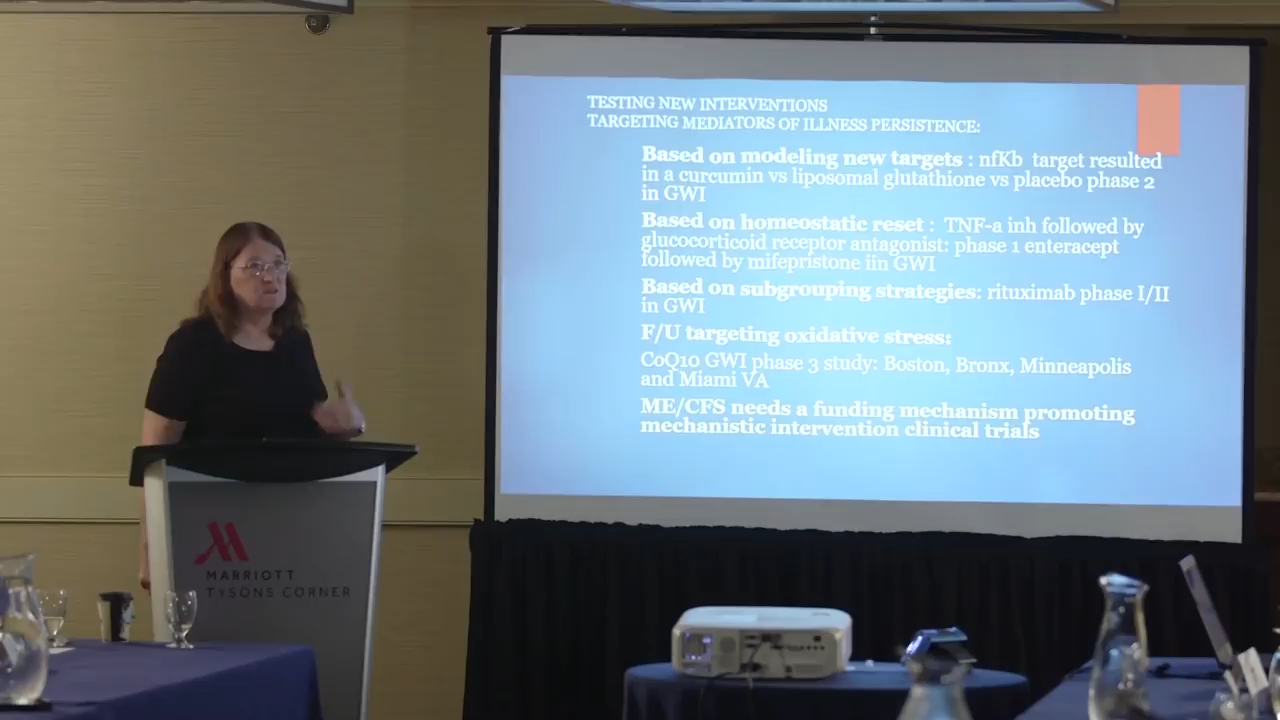 TESTING NEW INTERVENTIONS
TARGETING MEDIATORS OF ILLNESS PERSISTENCE:
Based on modeling new targets : nfKb target resulted
in a curcumin vs liposomal glutathione vs placebo phase 2
in GWI
Based on homeostatic reset : TNF-a inh followed by
glucocorticoid receptor antagonist: phase 1 enteracept
followed by mifepristone iin GWI
Based on subgrouping strategies: rituximab phase I/II
in GWI
F/U targeting oxidative stress:
CoQ10 GWI phase 3 study: Boston, Bronx, Minneapolis
and Miami VA
ME/CFS needs a funding mechanism promoting
mechanistic intervention clinical trials
MARRIOTT
TYSONS CORNER